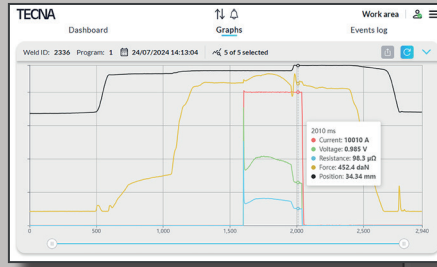 TECNA
Work area
Dashboard Graphs Events log
Weld ID: 2336 Program: 1 24/07/2024 14:13:04 5 of 5 selected
2010 ms
Current: 10010 A
Voltage: 0.985 V
Resistance: 98.3 µΩ
Force: 452.4 daN
Position: 34.34 mm
0 500 1,000 1,500 2,000 2,500 2,940